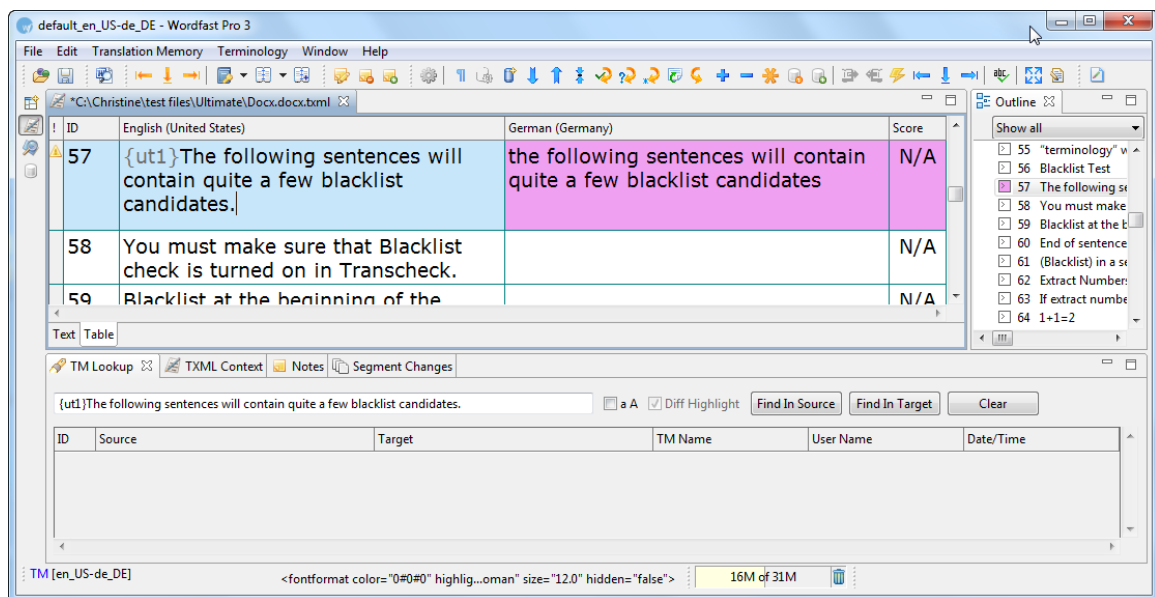 default_en_US-de_DE - Wordfast Pro 3
File Edit Translation Memory Terminology Window Help
*C:\Christine\test files\Ultimate\Docx.docx.txml
! ID English (United States) German (Germany) Score
57 {ut1}The following sentences will the following sentences will contain N/A
contain quite a few blacklist quite a few blacklist candidates
candidates.
58 You must make sure that Blacklist N/A
check is turned on in Transcheck.
59 Blacklist at the beginning of the N/A
Text Table
Outline
Show all
55 "terminology" w
56 Blacklist Test
57 The following se
58 You must make
59 Blacklist at the b
60 End of sentence
61 (Blacklist) in a se
62 Extract Number
63 If extract numbe
64 1+1=2
TM Lookup TXML Context Notes Segment Changes
{ut1}The following sentences will contain quite a few blacklist candidates. a A Diff Highlight Find In Source Find In Target Clear
ID Source Target TM Name User Name Date/Time
TM [en_US-de_DE] <fontformat color="0#0#0" highlig...oman" size="12.0" hidden="false"> 16M of 31M